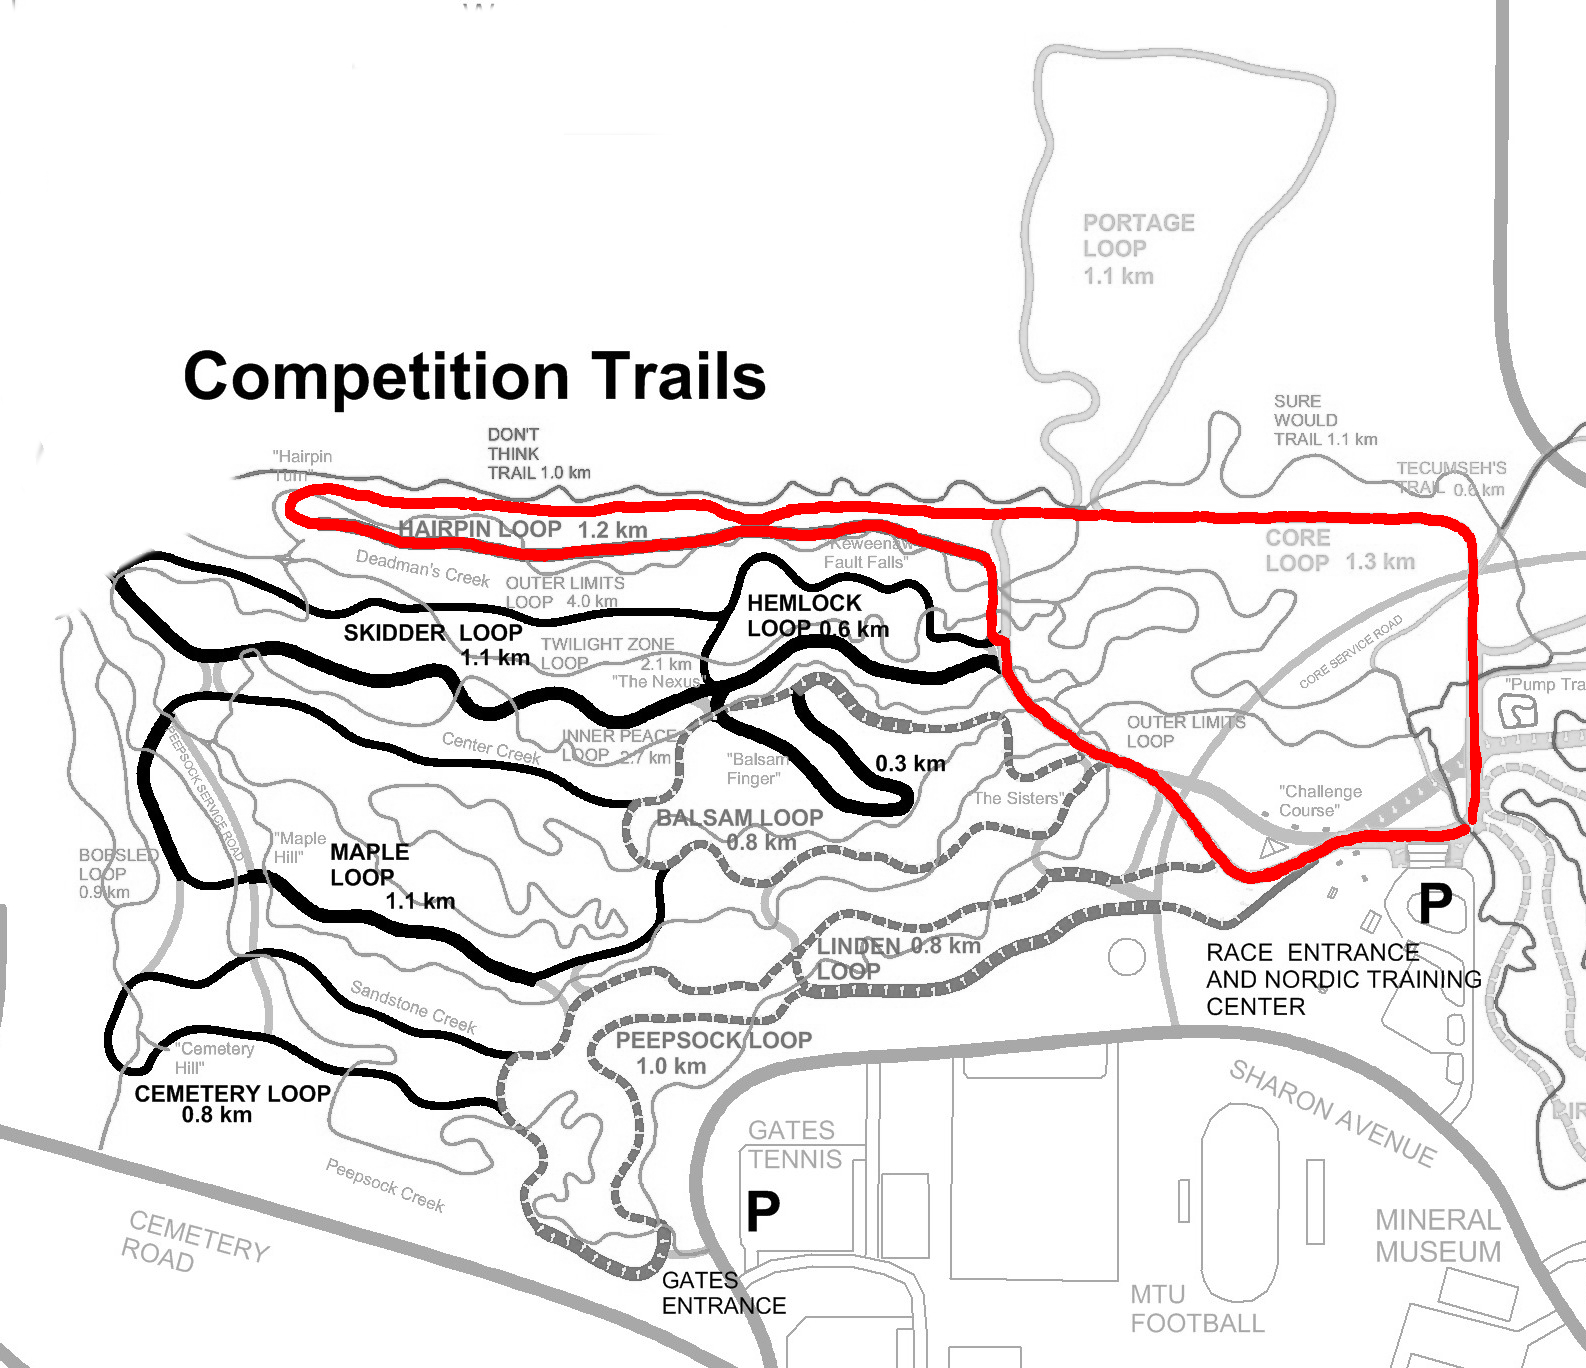 Competition Trails
PORTAGE
LOOP
1.1 km
SURE
WOULD
TRAIL 1.1 km
DON'T
THINK
TRAIL 1.0 km
"Hairpin
Turn"
TECUMSEH'S
TRAIL 0.6 km
HAIRPIN LOOP 1.2 km
CORE
LOOP 1.3 km
Deadman's Creek
"Keweenaw
Fault Falls"
OUTER LIMITS
LOOP 4.0 km
HEMLOCK
LOOP 0.6 km
SKIDDER LOOP
1.1 km
TWILIGHT ZONE
LOOP 2.1 km
"The Nexus"
CORE SERVICE ROAD
"Pump Tra
OUTER LIMITS
LOOP
INNER PEACE
LOOP 2.7 km
Center Creek
PEEPSOCK SERVICE ROAD
"Balsam
Finger"
0.3 km
"The Sisters"
"Challenge
Course"
BALSAM LOOP
0.8 km
"Maple
Hill"
MAPLE
LOOP
1.1 km
BOBSLED
LOOP
0.9 km
P
LINDEN 0.8 km
LOOP
RACE ENTRANCE
AND NORDIC TRAINING
CENTER
Sandstone Creek
PEEPSOCK LOOP
1.0 km
"Cemetery
Hill"
CEMETERY LOOP
0.8 km
SHARON AVENUE
GATES
TENNIS
P
Peepsock Creek
CEMETERY
ROAD
GATES
ENTRANCE
MINERAL
MUSEUM
MTU
FOOTBALL